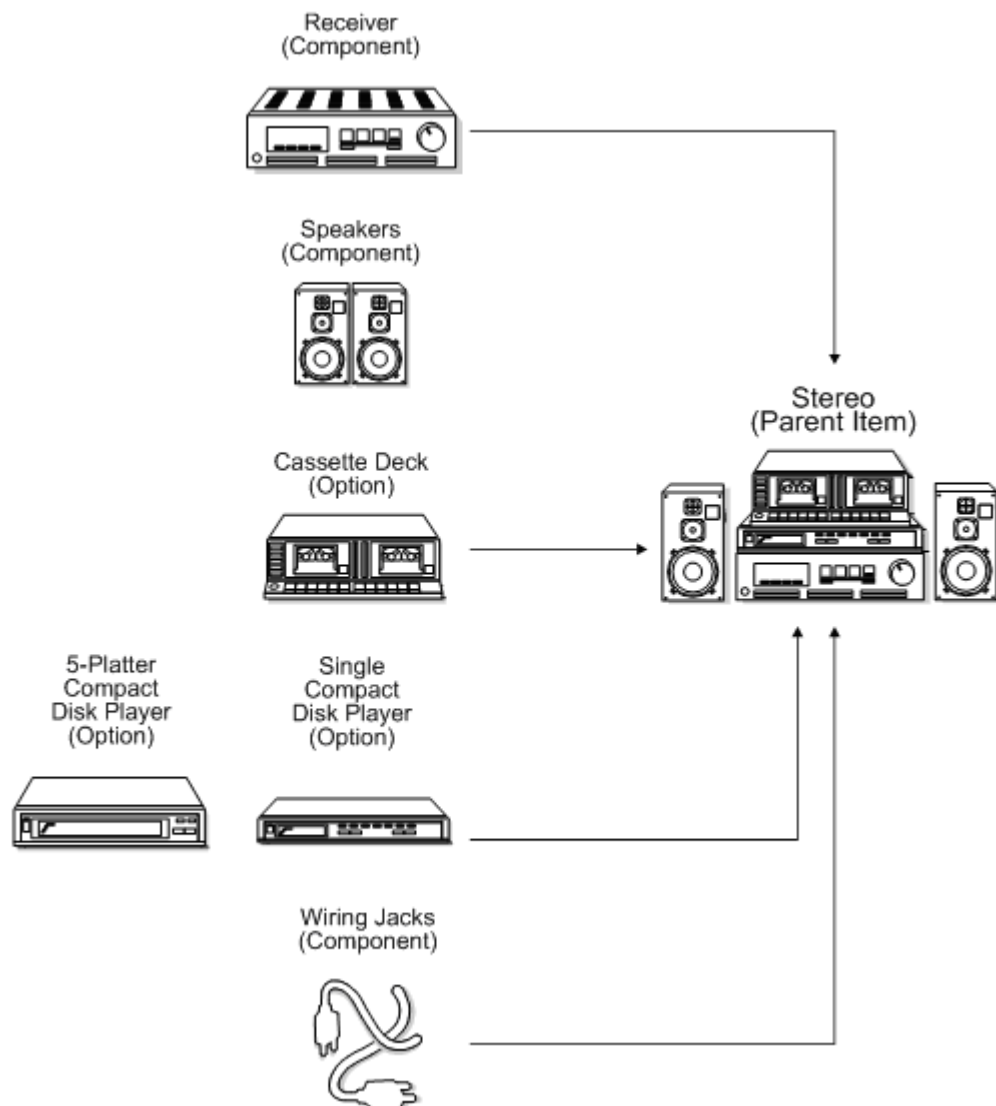 Receiver
(Component)
Speakers
(Component)
Stereo
(Parent Item)
Cassette Deck
(Option)
5-Platter
Compact
Disk Player
(Option)
Single
Compact
Disk Player
(Option)
Wiring Jacks
(Component)